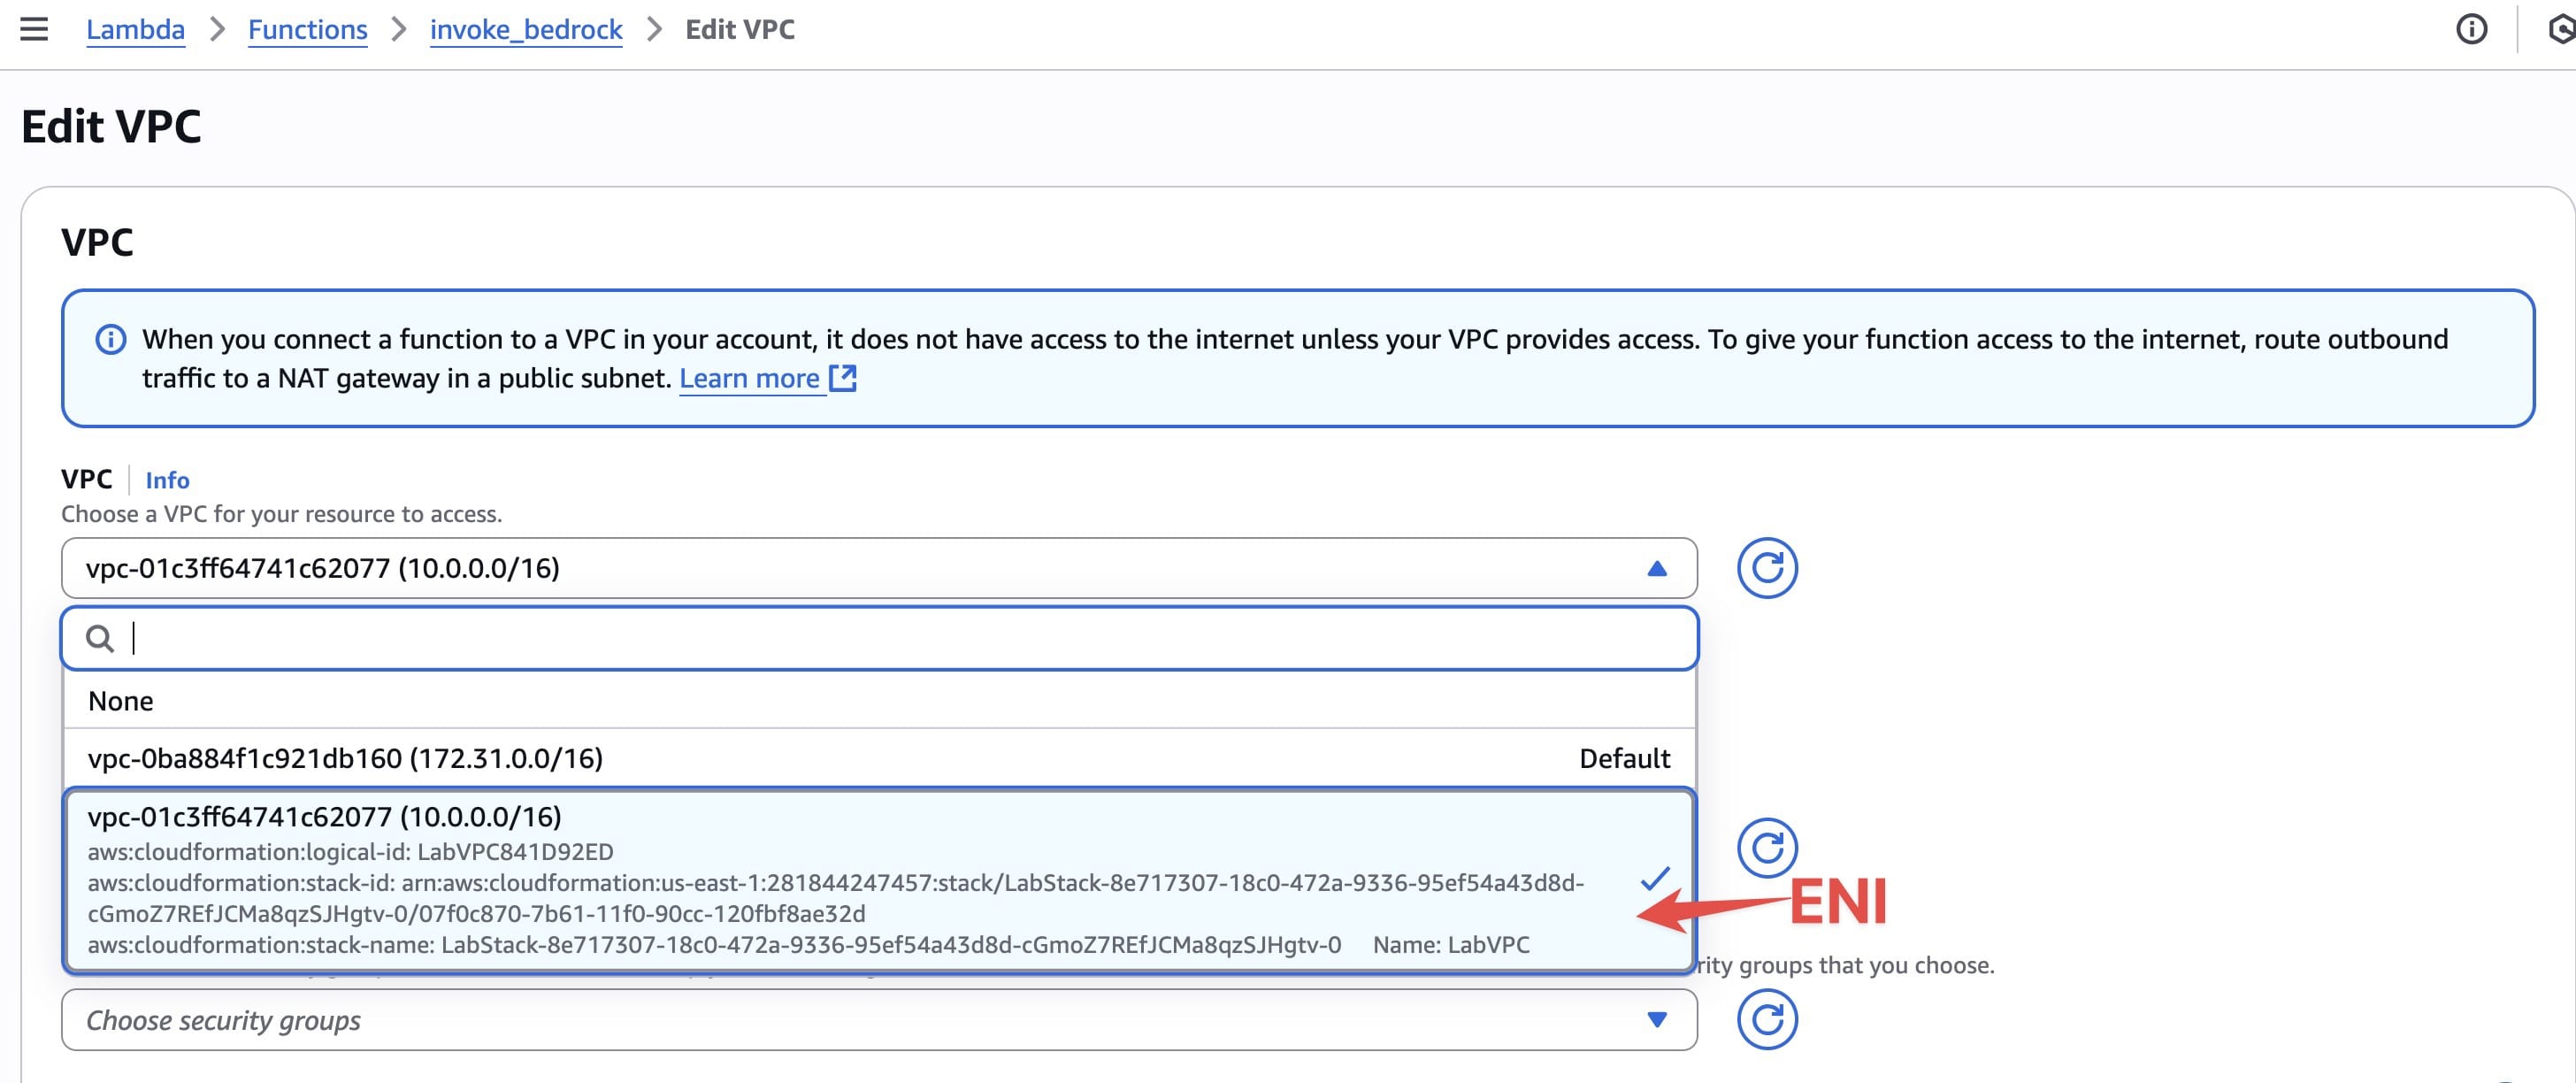 Lambda > Functions > invoke_bedrock > Edit VPC
Edit VPC
VPC
When you connect a function to a VPC in your account, it does not have access to the internet unless your VPC provides access. To give your function access to the internet, route outbound
traffic to a NAT gateway in a public subnet. Learn more
VPC | Info
Choose a VPC for your resource to access.
vpc-01c3ff64741c62077 (10.0.0.0/16)
None
vpc-0ba884f1c921db160 (172.31.0.0/16) Default
vpc-01c3ff64741c62077 (10.0.0.0/16)
aws:cloudformation:logical-id: LabVPC841D92ED
aws:cloudformation:stack-id: arn:aws:cloudformation:us-east-1:281844247457:stack/LabStack-8e717307-18c0-472a-9336-95ef54a43d8d-
cGmoZ7REfJCMa8qzSJHgtv-0/07f0c870-7b61-11f0-90cc-120fbf8ae32d
ENI
aws:cloudformation:stack-name: LabStack-8e717307-18c0-472a-9336-95ef54a43d8d-cGmoZ7REfJCMa8qzSJHgtv-0 Name: LabVPC
rity groups that you choose.
Choose security groups